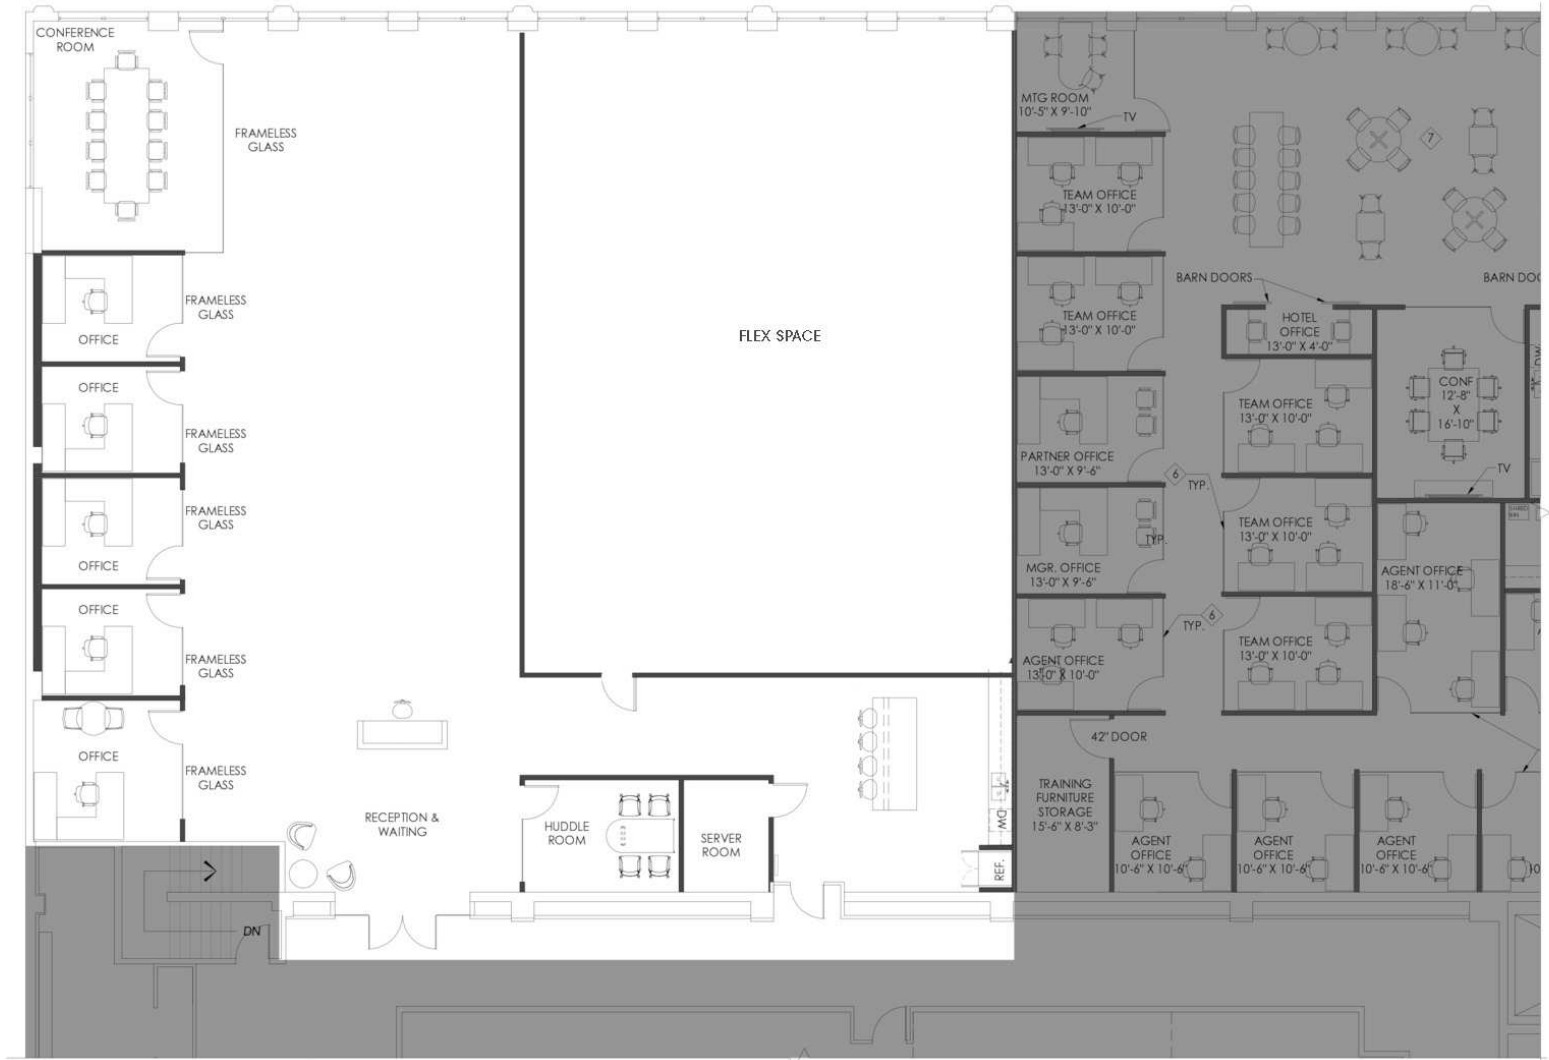 CONFERENCE
ROOM
FRAMELESS
GLASS
OFFICE
FRAMELESS
GLASS
OFFICE
FRAMELESS
GLASS
OFFICE
FRAMELESS
GLASS
OFFICE
FRAMELESS
GLASS
OFFICE
FRAMELESS
GLASS
RECEPTION &
WAITING
DN
FLEX SPACE
HUDDLE
ROOM
SERVER
ROOM
DW
REF.
MTG ROOM
10'-5" X 9'-10"
TV
TEAM OFFICE
13'-0" X 10'-0"
TEAM OFFICE
13'-0" X 10'-0"
PARTNER OFFICE
13'-0" X 9'-6"
MGR. OFFICE
13'-0" X 9'-6"
TYP.
AGENT OFFICE
13'-0" X 10'-0"
6
TYP.
6
TYP.
7
BARN DOORS
BARN DOO
HOTEL
OFFICE
13'-0" X 4'-0"
TEAM OFFICE
13'-0" X 10'-0"
TEAM OFFICE
13'-0" X 10'-0"
TEAM OFFICE
13'-0" X 10'-0"
CONF
12'-8"
X
16'-10"
TV
DW
AGENT OFFICE
18'-6" X 11'-0"
42" DOOR
TRAINING
FURNITURE
STORAGE
15'-6" X 8'-3"
AGENT
OFFICE
10'-6" X 10'-6"
AGENT
OFFICE
10'-6" X 10'-6"
AGENT
OFFICE
10'-6" X 10'-6"